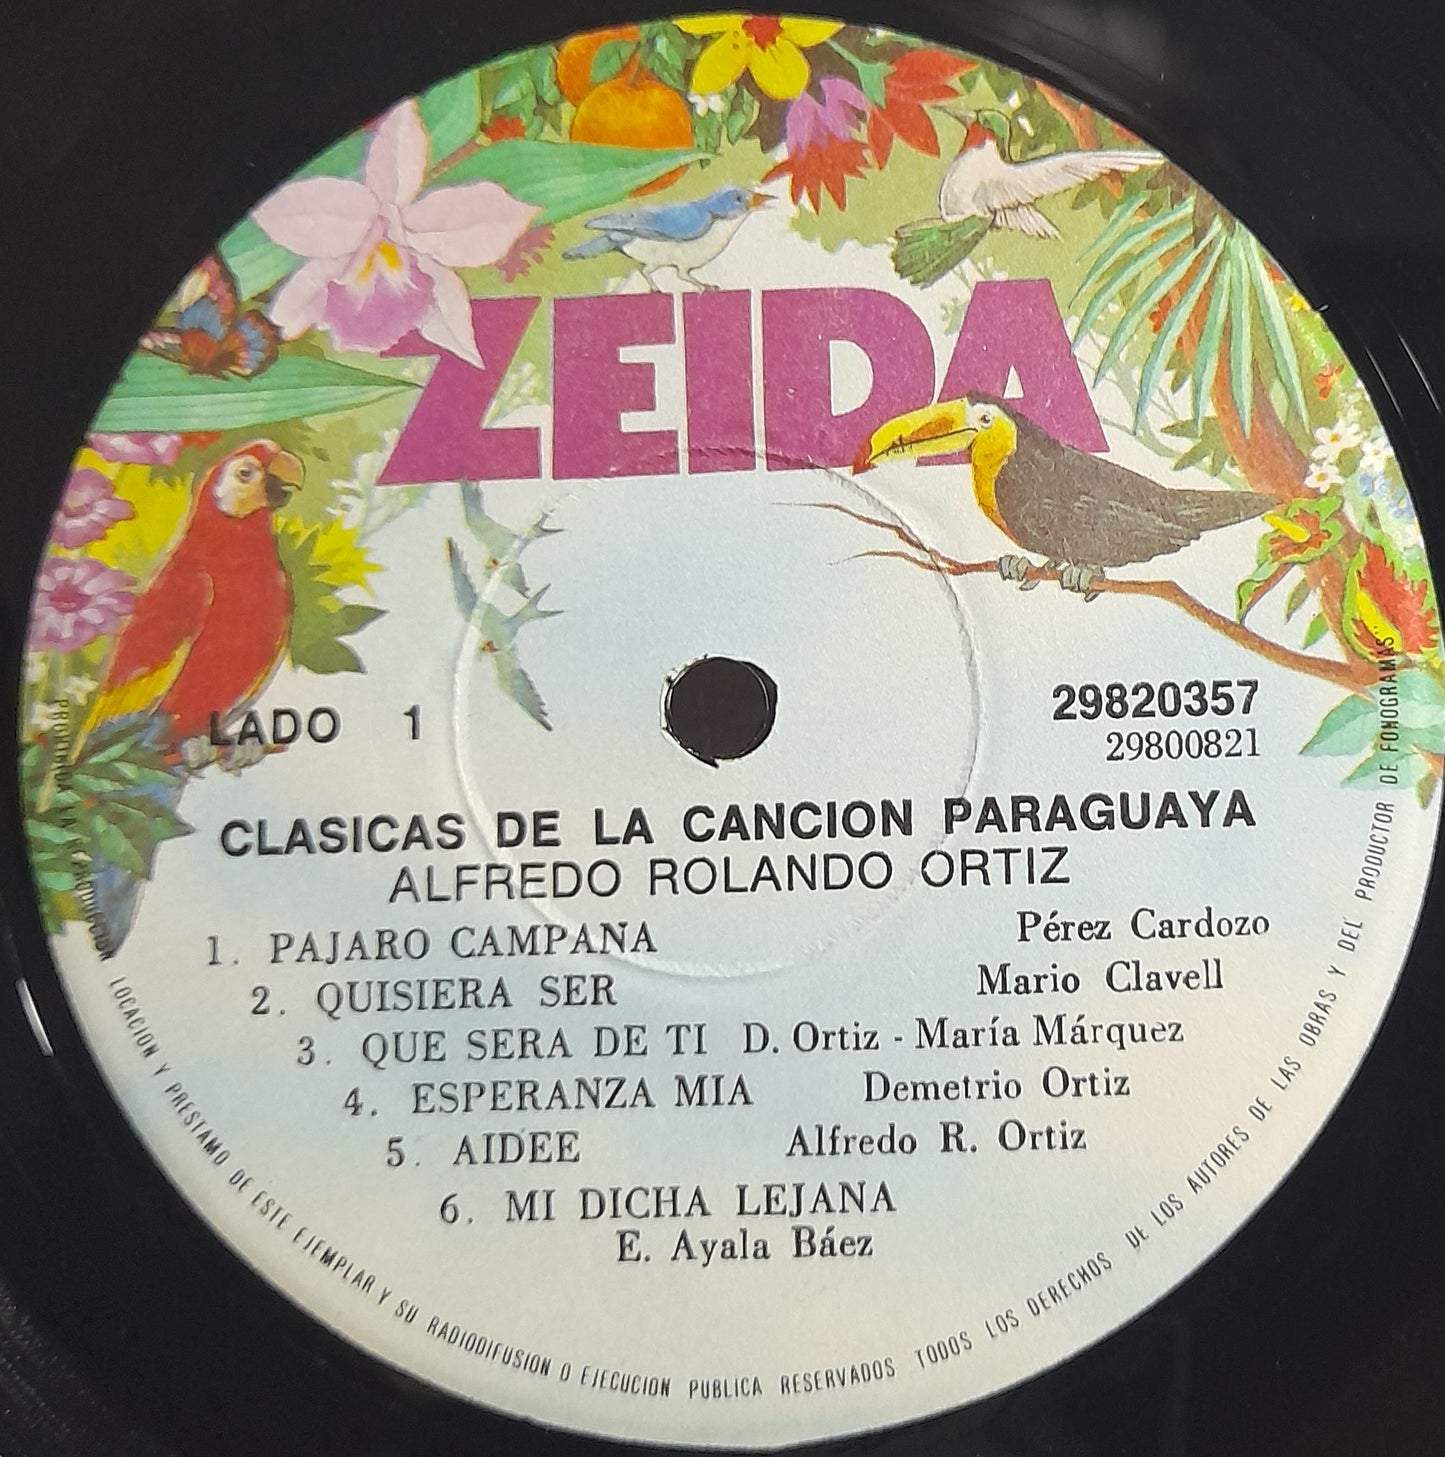 ZEIDA
LADO 1
29820357
29800821
CLASICAS DE LA CANCION PARAGUAYA
ALFREDO ROLANDO ORTIZ
1. PAJARO CAMPANA Pérez Cardozo
2. QUISIERA SER Mario Clavell
3. QUE SERA DE TI D. Ortiz - María Márquez
4. ESPERANZA MIA Demetrio Ortiz
5. AIDEE Alfredo R. Ortiz
6. MI DICHA LEJANA
E. Ayala Báez
PROHIBIDA LA REPRODUCCION LOCACION Y PRESTAMO DE ESTE EJEMPLAR Y SU RADIODIFUSION O EJECUCION PUBLICA RESERVADOS TODOS LOS DERECHOS DE LOS AUTORES DE LAS OBRAS Y DEL PRODUCTOR DE FONOGRAMAS"